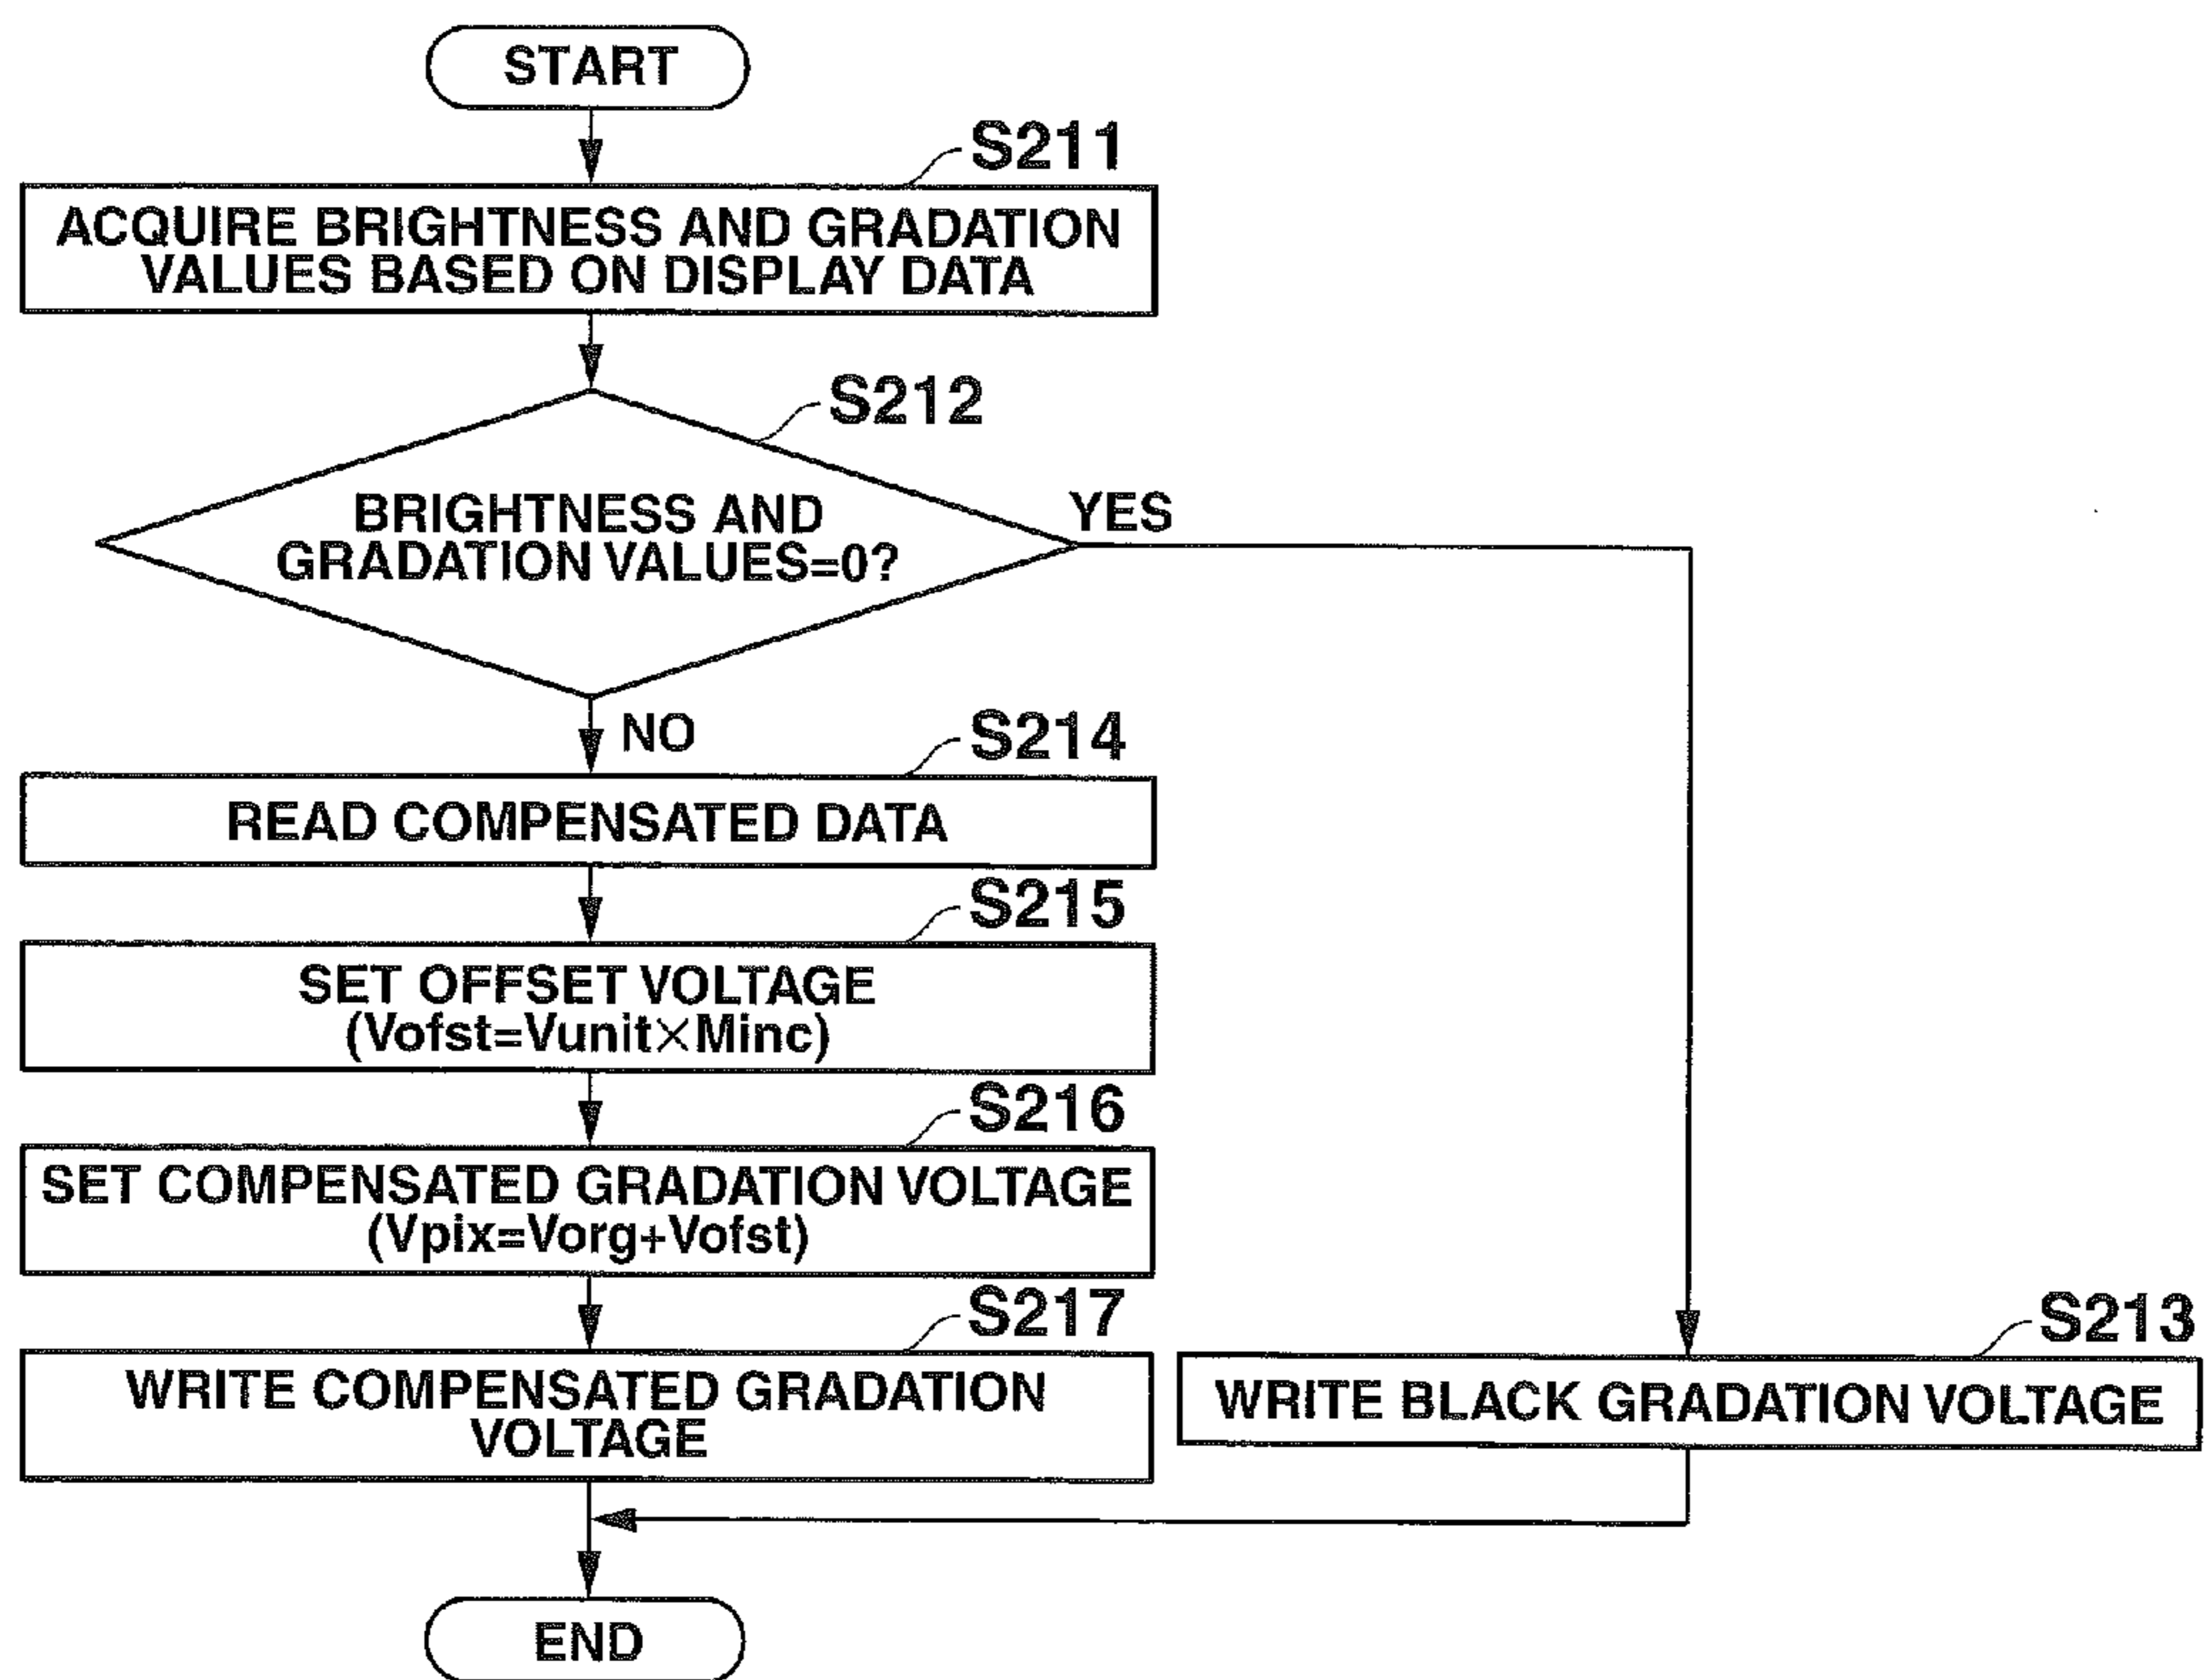 START
S211
ACQUIRE BRIGHTNESS AND GRADATION
VALUES BASED ON DISPLAY DATA
S212
BRIGHTNESS AND
GRADATION VALUES=0?
YES
NO
S214
READ COMPENSATED DATA
S215
SET OFFSET VOLTAGE
(Vofst=Vunit×Minc)
S216
SET COMPENSATED GRADATION VOLTAGE
(Vpix=Vorg+Vofst)
S217
WRITE COMPENSATED GRADATION
VOLTAGE
S213
WRITE BLACK GRADATION VOLTAGE
END